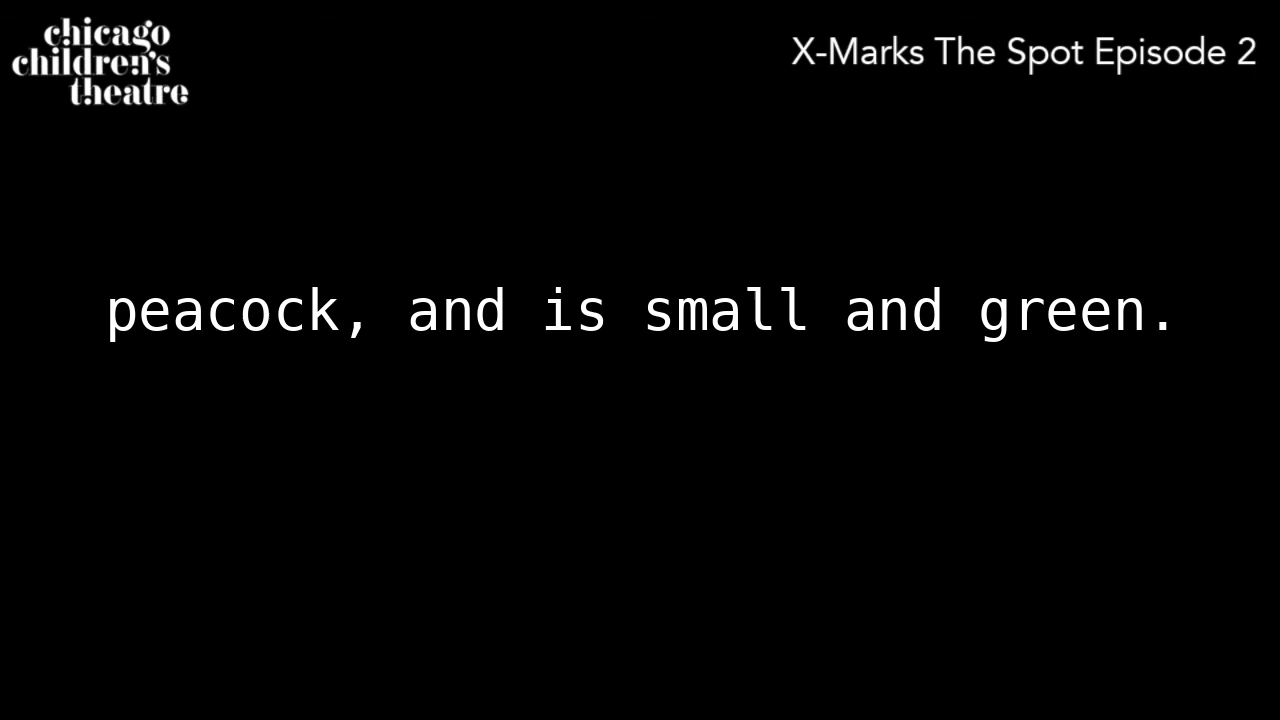 chicago
children's
theatre
X-Marks The Spot Episode 2
peacock, and is small and green.